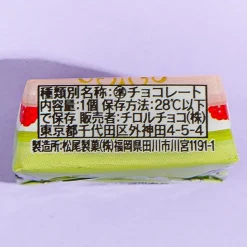 種類別名称:㊡チョコレート
内容量:1個 保存方法:28℃以下
で保存 販売者:チロルチョコ(株)
東京都千代田区外神田4-5-4
製造所:松尾製菓(株)福岡県田川市川宮1191-1